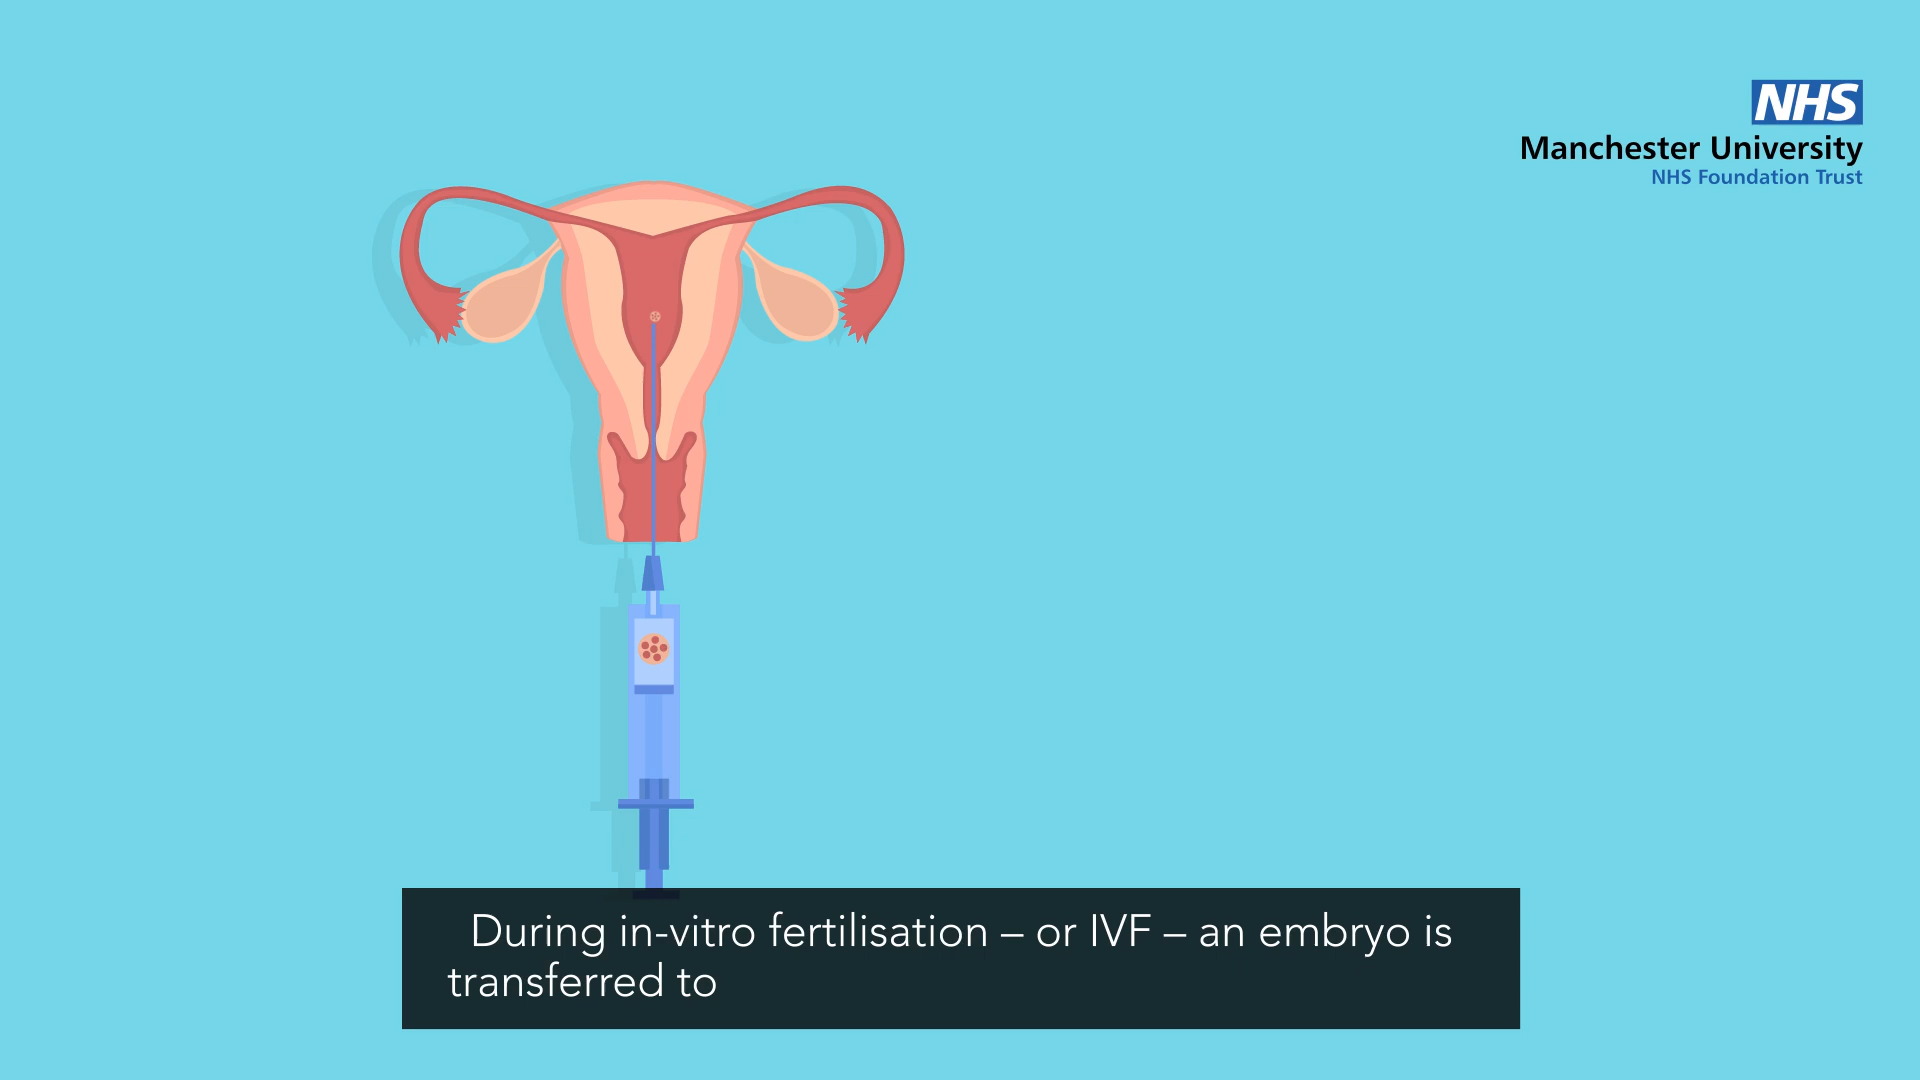 NHS
Manchester University
NHS Foundation Trust
During in-vitro fertilisation – or IVF – an embryo is
transferred to